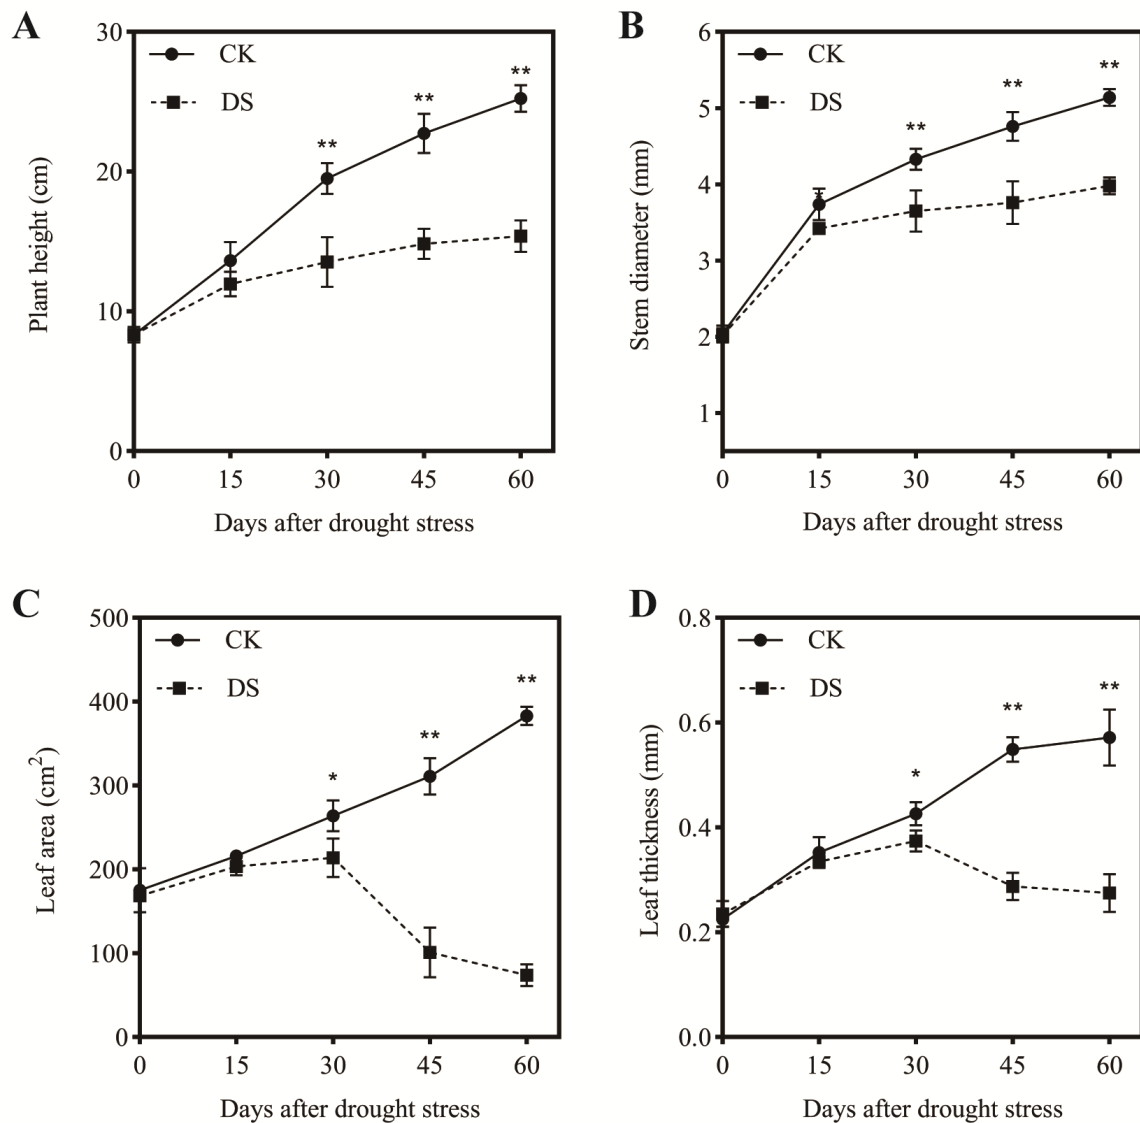 A
30
20
10
0
CK
DS
**
**
**
Plant height (cm)
0 15 30 45 60
Days after drought stress
B
6
5
4
3
2
1
CK
DS
*
**
**
**
Stem diameter (mm)
0 15 30 45 60
Days after drought stress
C
500
400
300
200
100
0
CK
DS
*
**
**
Leaf area (cm²)
0 15 30 45 60
Days after drought stress
D
0.8
0.6
0.4
0.2
0.0
CK
DS
*
**
**
Leaf thickness (mm)
0 15 30 45 60
Days after drought stress